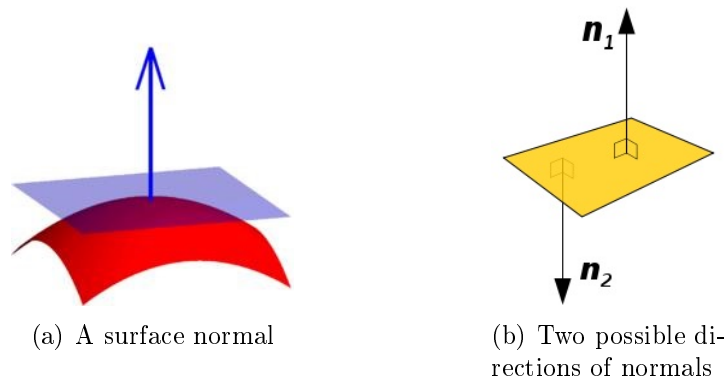 n1
n2
(a) A surface normal
(b) Two possible di-
rections of normals